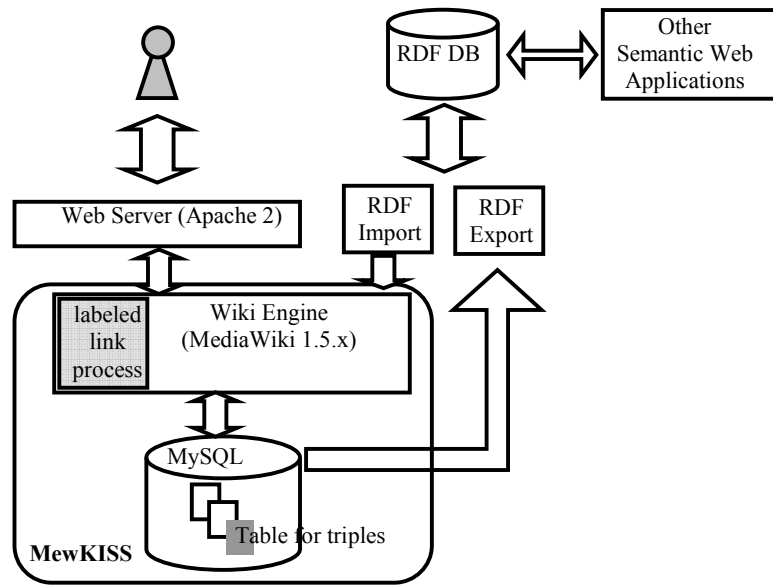 RDF DB
Other
Semantic Web
Applications
Web Server (Apache 2)
RDF
Import
RDF
Export
labeled
link
process
Wiki Engine
(MediaWiki 1.5.x)
MySQL
Table for triples
MewKISS